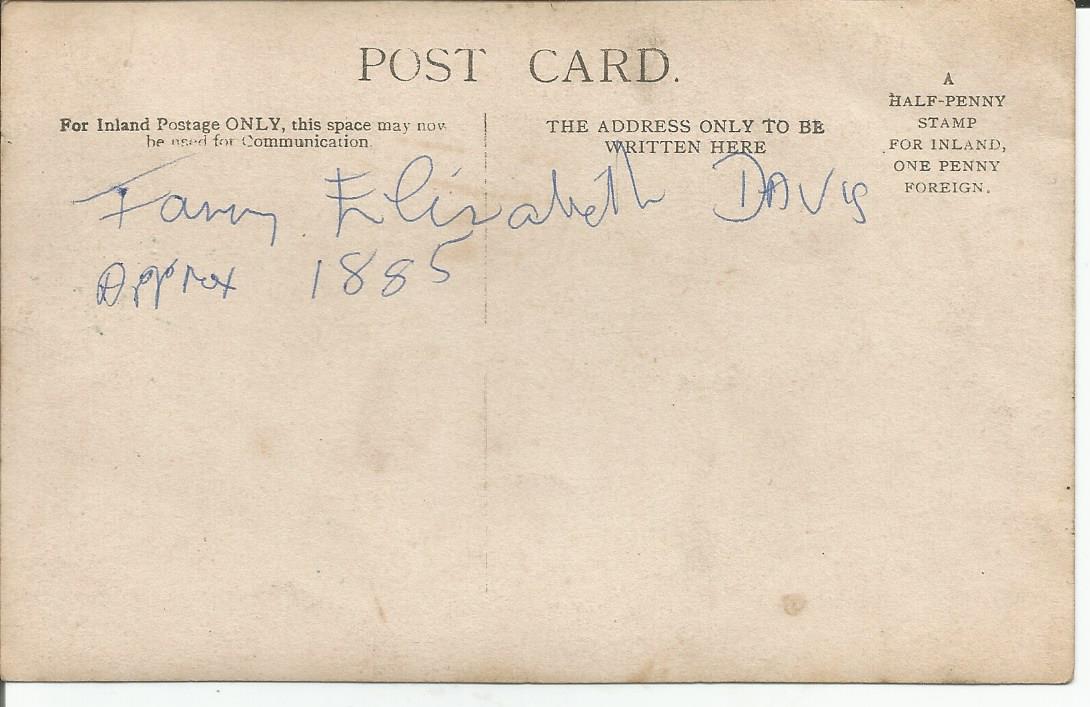 POST CARD.
For Inland Postage ONLY, this space may now
be used for Communication.
THE ADDRESS ONLY TO BE
WRITTEN HERE
A
HALF-PENNY
STAMP
FOR INLAND,
ONE PENNY
FOREIGN.
Fanny Elizabeth DAVIS
Approx 1885